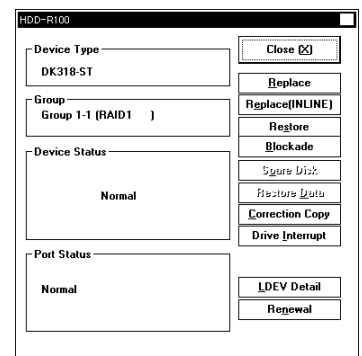 HDD-R100
Device Type
DK318-ST
Group
Group 1-1 (RAID1 )
Device Status
Normal
Port Status
Normal
Close (X)
Replace
Replace(INLINE)
Restore
Blockade
Spare Disk
Restore Data
Correction Copy
Drive Interrupt
LDEV Detail
Renewal